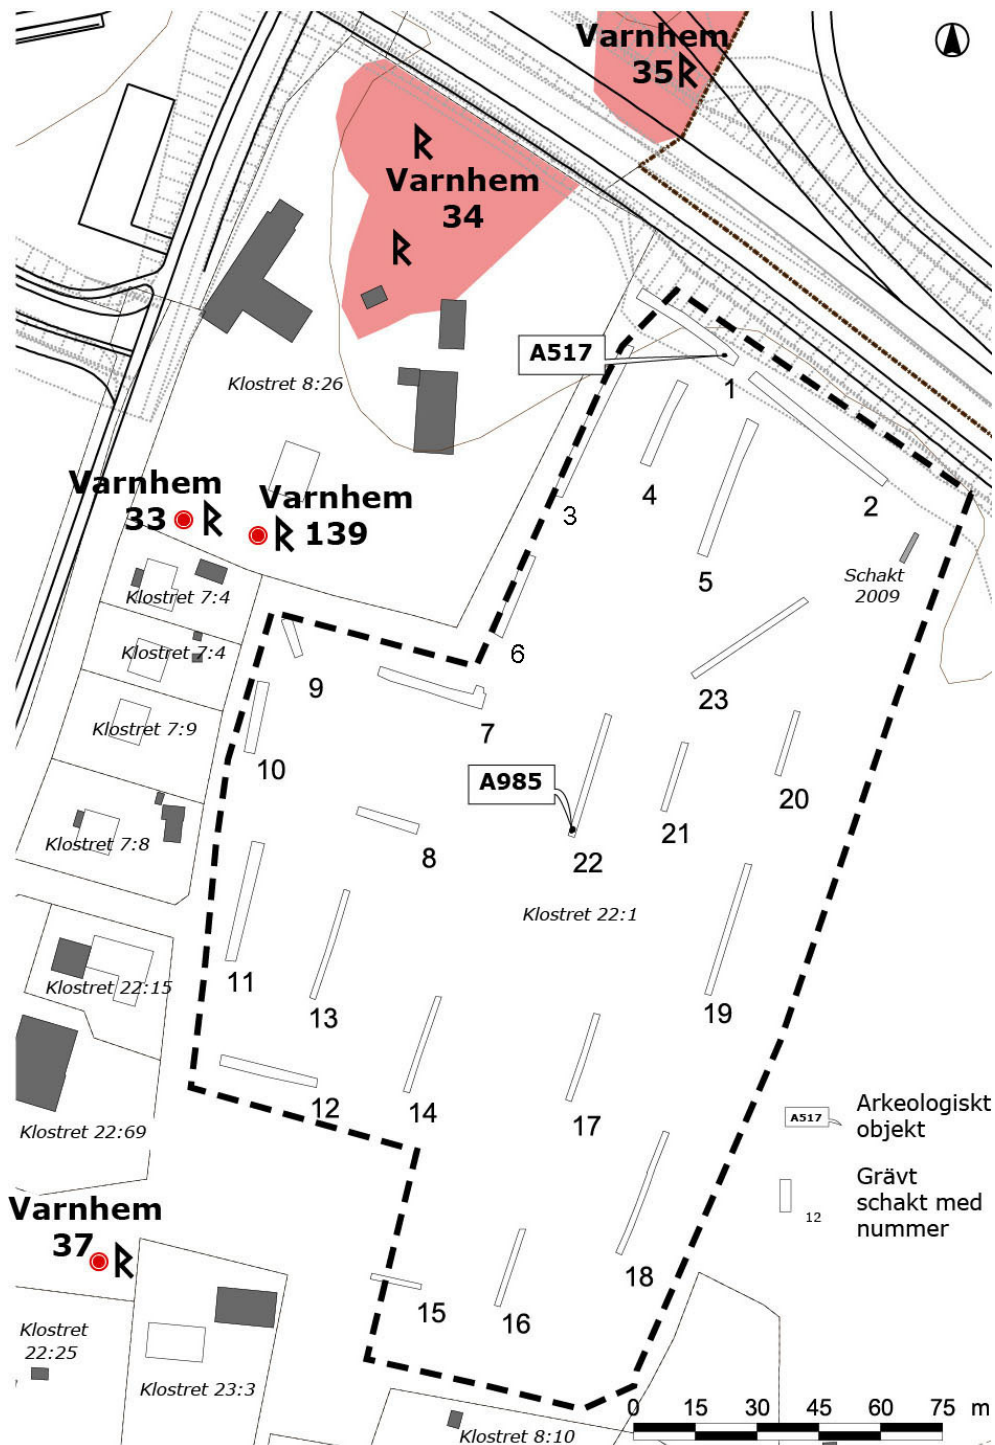 Varnhem
35
Varnhem
34
A517
1
Klostret 8:26
2
3
4
5
Varnhem
33
Varnhem
139
Schakt
2009
Klostret 7:4
Klostret 7:4
6
9
23
7
Klostret 7:9
10
A985
20
21
Klostret 7:8
8
22
Klostret 22:1
11
Klostret 22:15
13
19
12
14
17
Klostret 22:69
A517
Arkeologiskt
objekt
12
Grävt
schakt med
nummer
Varnhem
37
18
15
16
Klostret
22:25
Klostret 23:3
Klostret 8:10
0 15 30 45 60 75 m